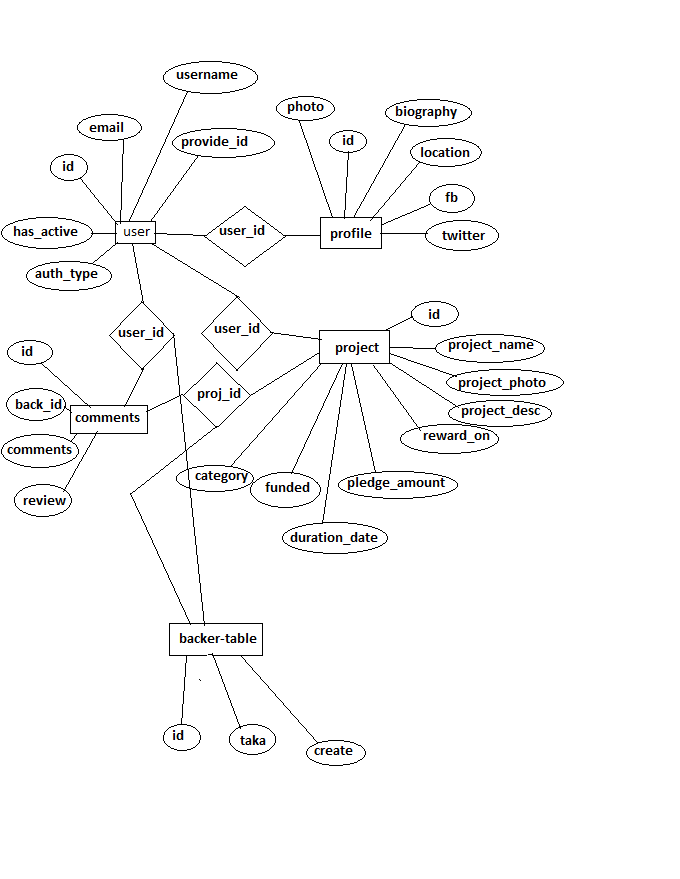 username
photo
biography
email
id
provide_id
location
id
fb
has_active
user
user_id
profile
twitter
auth_type
id
user_id
user_id
project
project_name
id
project_photo
proj_id
back_id
project_desc
comments
reward_on
comments
category
funded
pledge_amount
review
duration_date
backer-table
id
taka
create